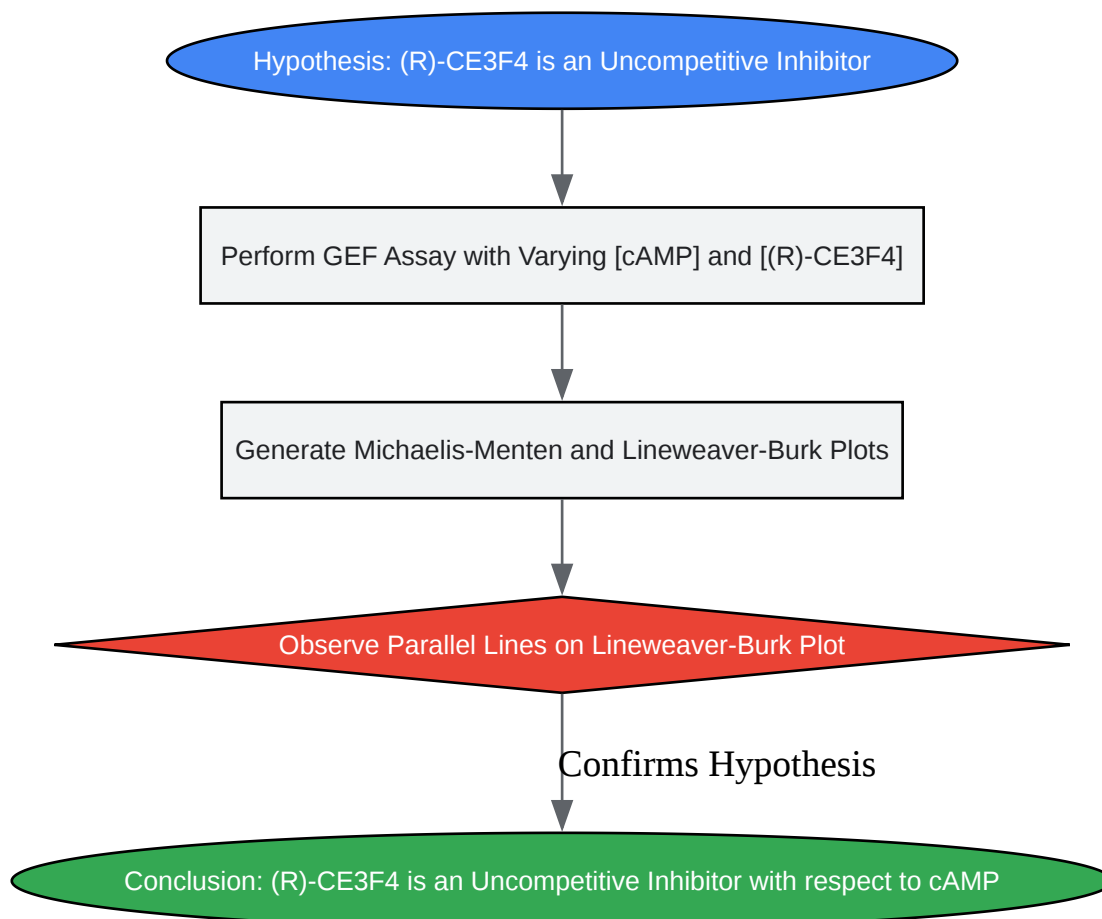 Hypothesis: (R)-CE3F4 is an Uncompetitive Inhibitor
Perform GEF Assay with Varying [cAMP] and [(R)-CE3F4]
Generate Michaelis-Menten and Lineweaver-Burk Plots
Observe Parallel Lines on Lineweaver-Burk Plot
Confirms Hypothesis
Conclusion: (R)-CE3F4 is an Uncompetitive Inhibitor with respect to cAMP